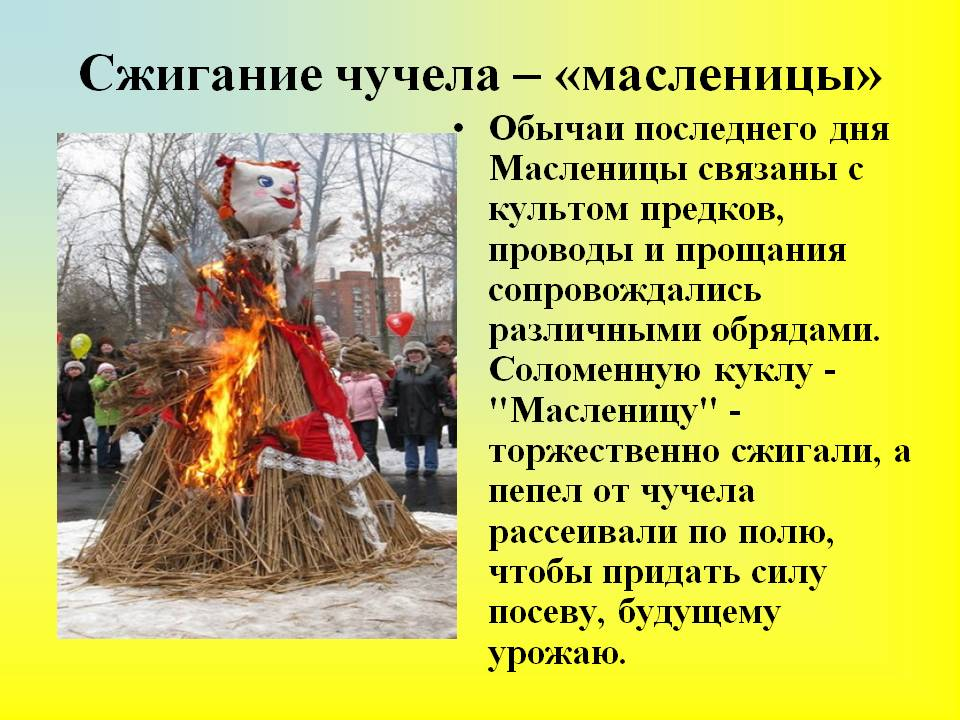 Сжигание чучела – «масленицы»
• Обычаи последнего дня
Масленицы связаны с
культом предков,
проводы и прощания
сопровождались
различными обрядами.
Соломенную куклу -
"Масленицу" -
торжественно сжигали, а
пепел от чучела
рассеивали по полю,
чтобы придать силу
посеву, будущему
урожаю.